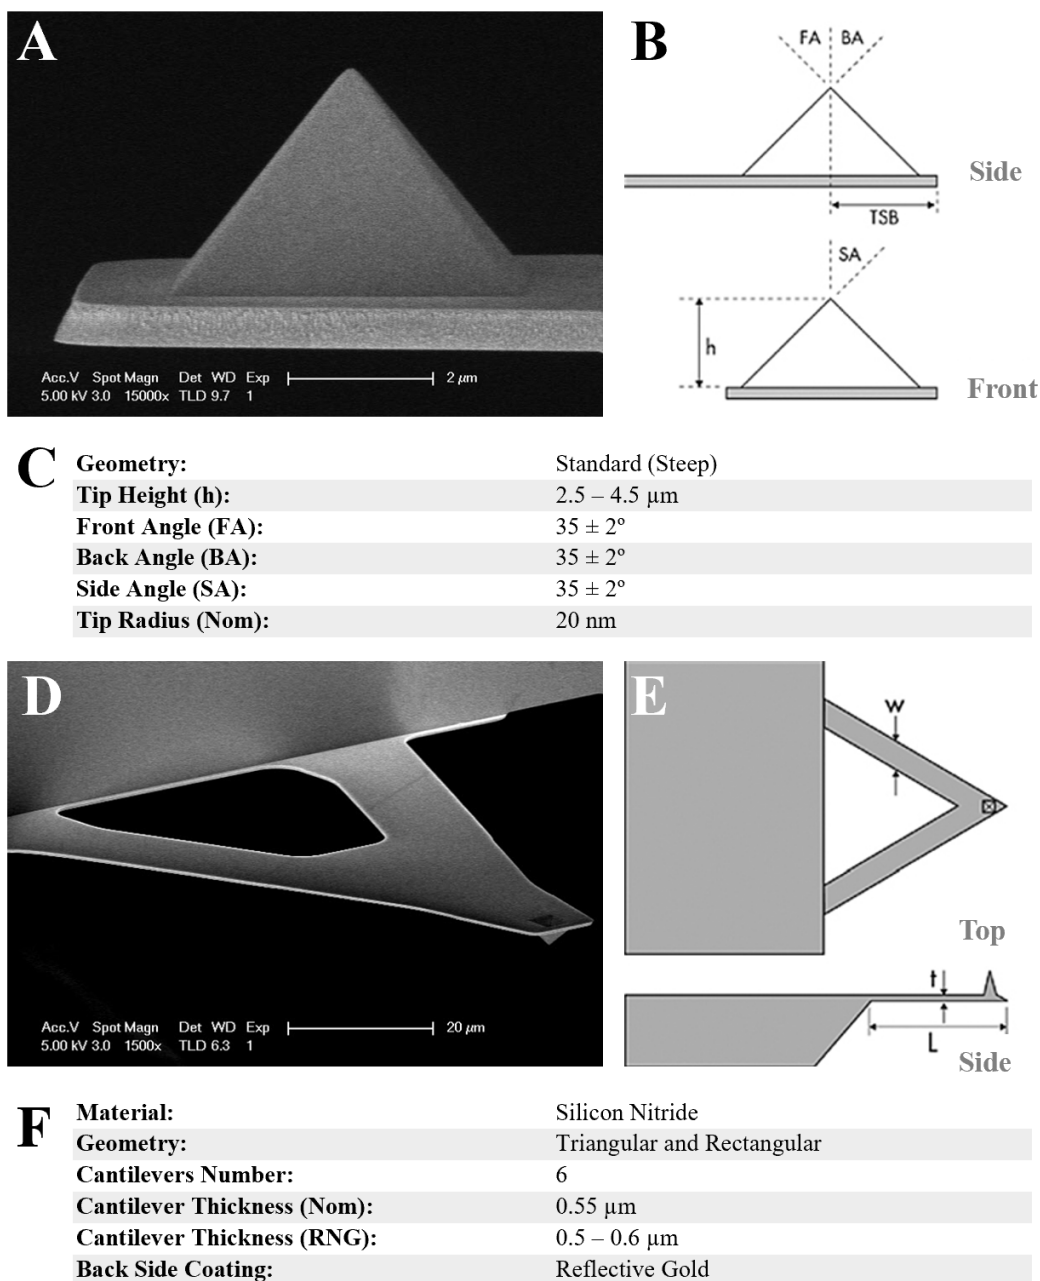 A
Acc.V Spot Magn Det WD Exp 2 µm
5.00 kV 3.0 15000x TLD 9.7 1
B
FA BA
Side
TSB
SA
h
Front
C
Geometry: Standard (Steep)
Tip Height (h): 2.5 – 4.5 µm
Front Angle (FA): 35 ± 2º
Back Angle (BA): 35 ± 2º
Side Angle (SA): 35 ± 2º
Tip Radius (Nom): 20 nm
D
Acc.V Spot Magn Det WD Exp 20 µm
5.00 kV 3.0 1500x TLD 6.3 1
E
w
Top
t
L
Side
F
Material: Silicon Nitride
Geometry: Triangular and Rectangular
Cantilevers Number: 6
Cantilever Thickness (Nom): 0.55 µm
Cantilever Thickness (RNG): 0.5 – 0.6 µm
Back Side Coating: Reflective Gold